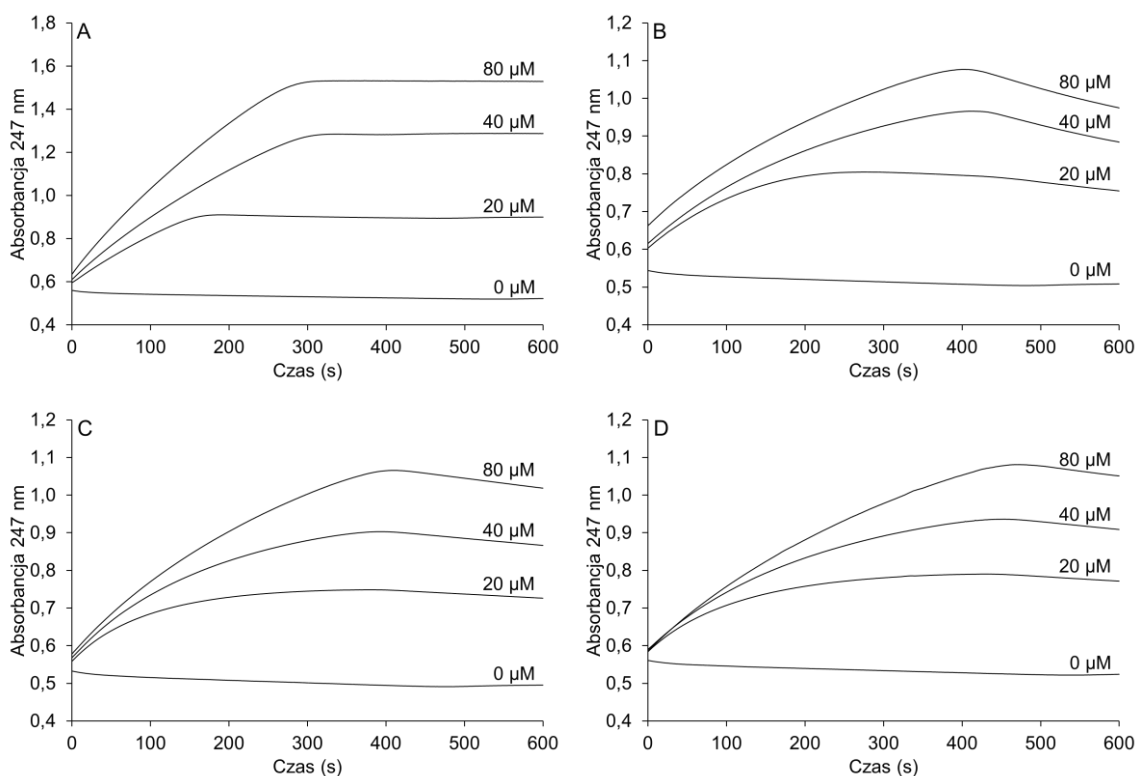 A
Absorbancja 247 nm
1,8
1,6
1,4
1,2
1,0
0,8
0,6
0,4
80 µM
40 µM
20 µM
0 µM
0 100 200 300 400 500 600
Czas (s)
B
Absorbancja 247 nm
1,2
1,1
1,0
0,9
0,8
0,7
0,6
0,5
0,4
80 µM
40 µM
20 µM
0 µM
0 100 200 300 400 500 600
Czas (s)
C
Absorbancja 247 nm
1,2
1,1
1,0
0,9
0,8
0,7
0,6
0,5
0,4
80 µM
40 µM
20 µM
0 µM
0 100 200 300 400 500 600
Czas (s)
D
Absorbancja 247 nm
1,2
1,1
1,0
0,9
0,8
0,7
0,6
0,5
0,4
80 µM
40 µM
20 µM
0 µM
0 100 200 300 400 500 600
Czas (s)